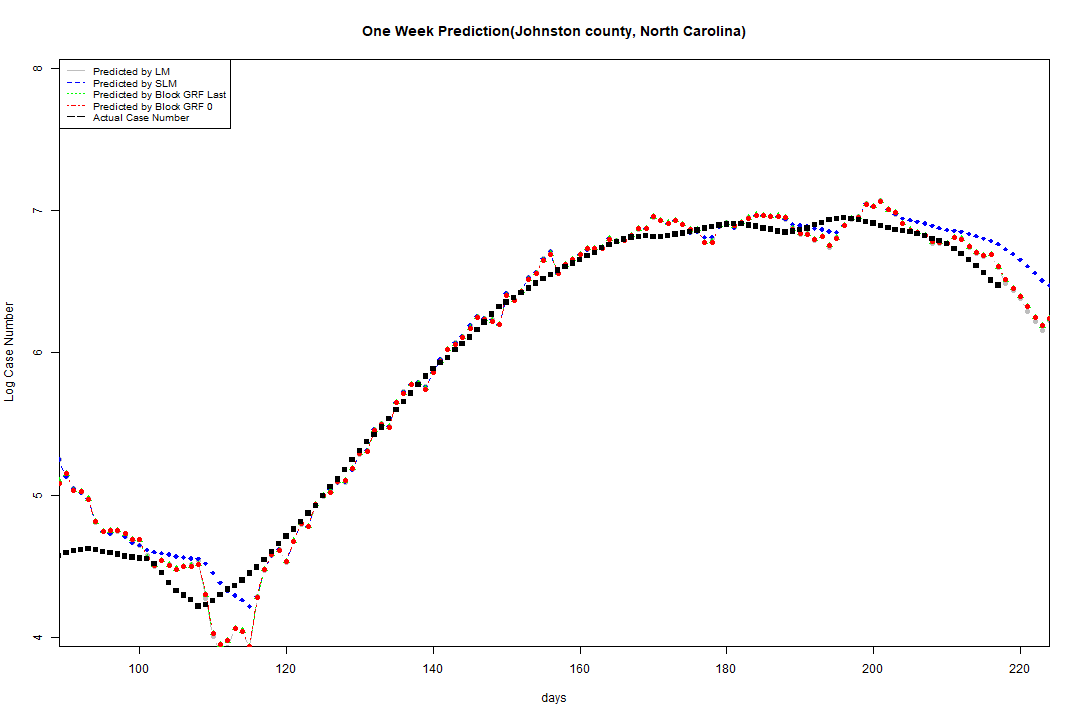 One Week Prediction(Johnston county, North Carolina)
Predicted by LM
Predicted by SLM
Predicted by Block GRF Last
Predicted by Block GRF 0
Actual Case Number
8
7
6
5
4
Log Case Number
100 120 140 160 180 200 220
days